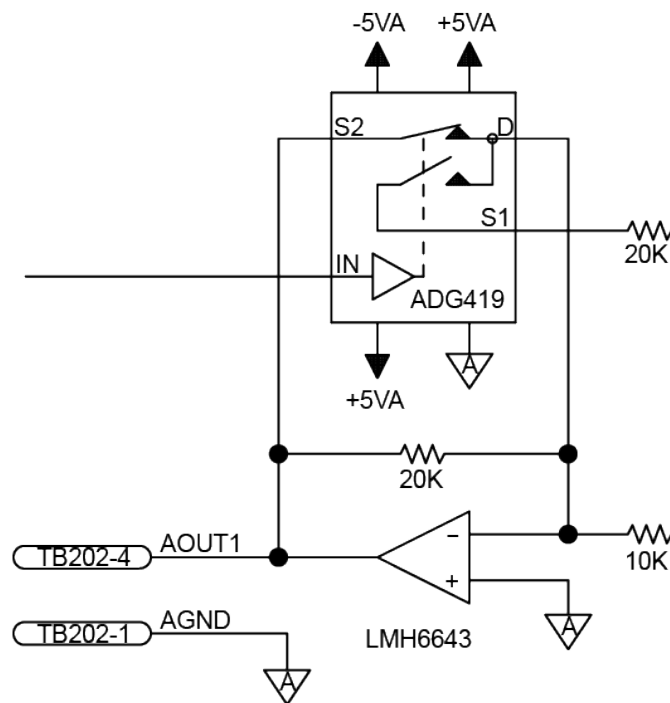 -5VA +5VA
S2 D
S1
20K
IN
ADG419
A
+5VA
20K
TB202-4 AOUT1
−
+
10K
A
TB202-1 AGND
LMH6643
A